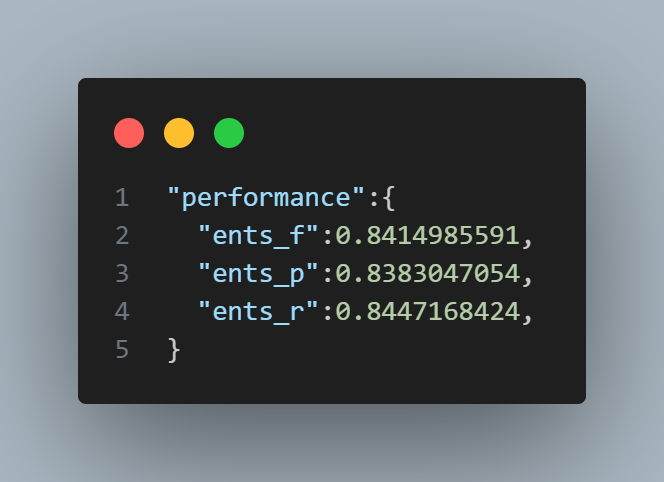 1 "performance":{
2 "ents_f":0.8414985591,
3 "ents_p":0.8383047054,
4 "ents_r":0.8447168424,
5 }